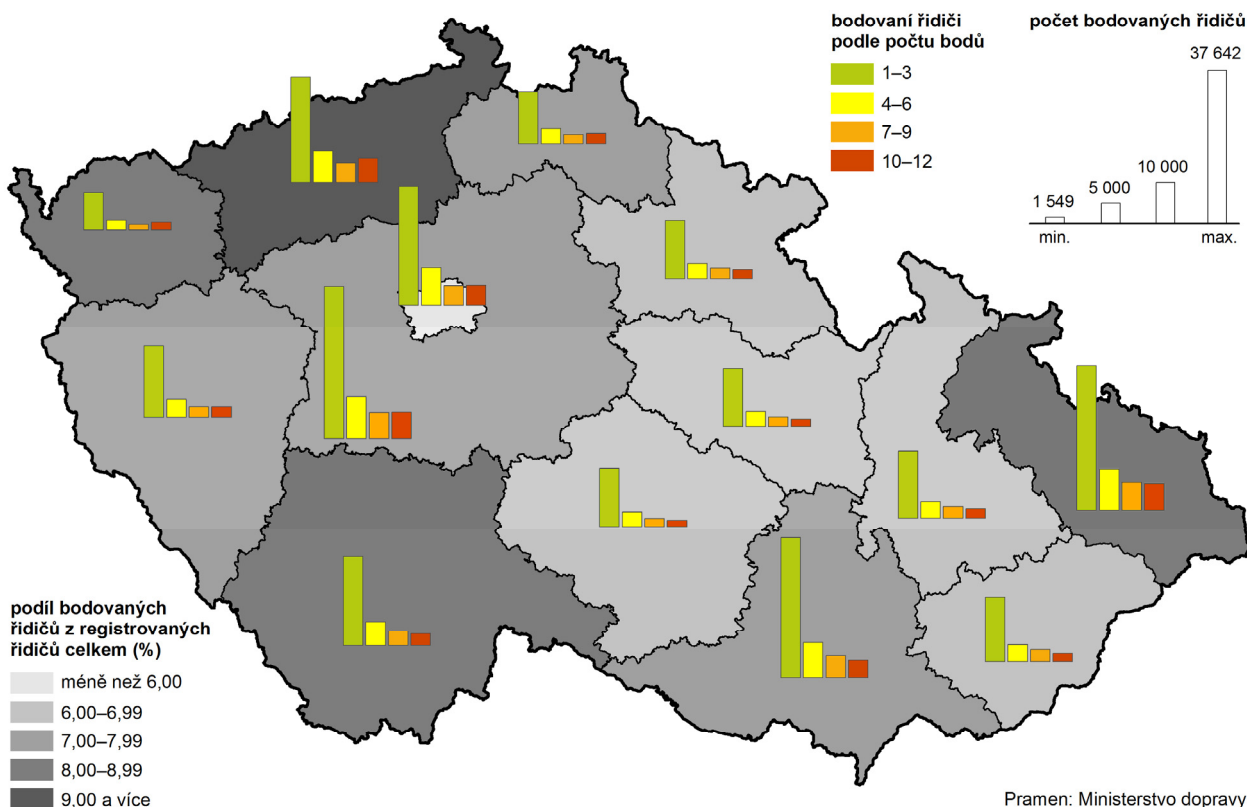 bodovaní řidiči
podle počtu bodů
1–3
4–6
7–9
10–12
počet bodovaných řidičů
37 642
10 000
5 000
1 549
min.
max.
podíl bodovaných
řidičů z registrovaných
řidičů celkem (%)
méně než 6,00
6,00–6,99
7,00–7,99
8,00–8,99
9,00 a více
Pramen: Ministerstvo dopravy